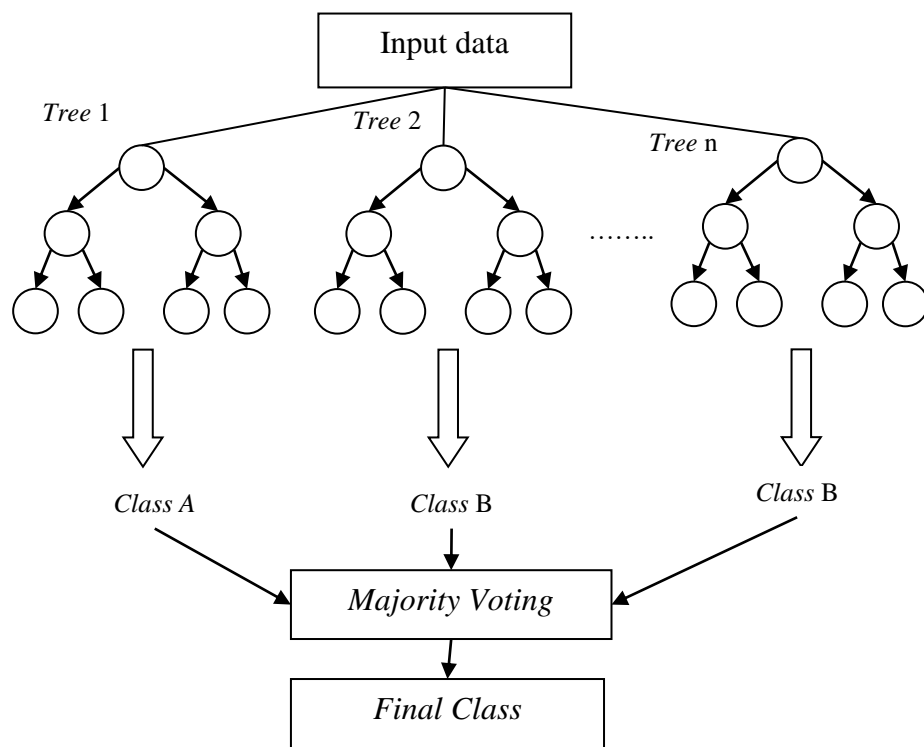 Input data
Tree 1
Tree 2
Tree n
……..
Class A
Class B
Class B
Majority Voting
Final Class